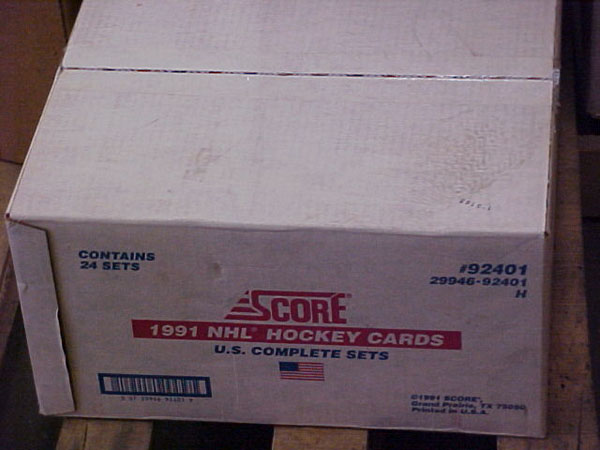 CONTAINS
24 SETS
#92401
29946-92401
H
SCORE®
1991 NHL® HOCKEY CARDS
U.S. COMPLETE SETS
©1991 SCORE®,
Grand Prairie, TX 75050
Printed in U.S.A.